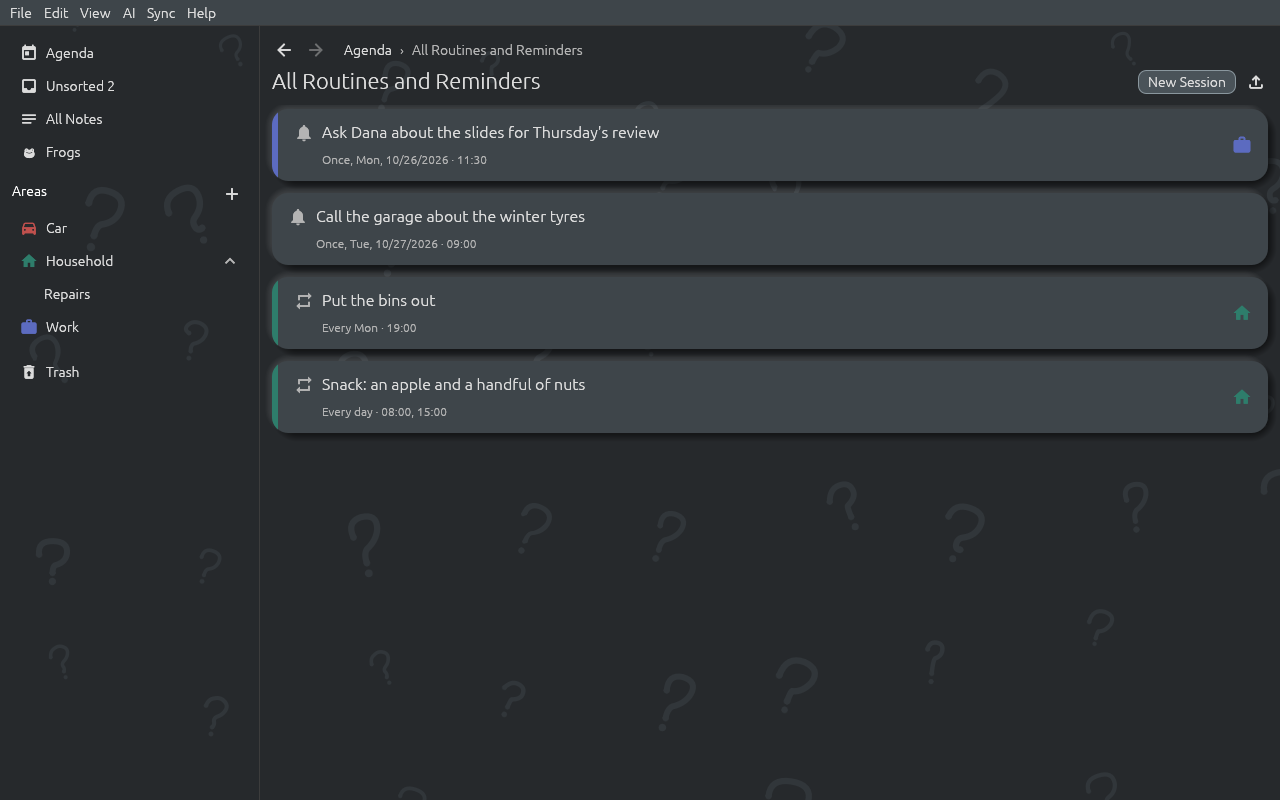 File Edit View AI Sync Help
Agenda
Unsorted 2
All Notes
Frogs
Areas
Car
Household
Repairs
Work
Trash
Agenda › All Routines and Reminders
All Routines and Reminders
New Session
Ask Dana about the slides for Thursday's review
Once, Mon, 10/26/2026 · 11:30
Call the garage about the winter tyres
Once, Tue, 10/27/2026 · 09:00
Put the bins out
Every Mon · 19:00
Snack: an apple and a handful of nuts
Every day · 08:00, 15:00